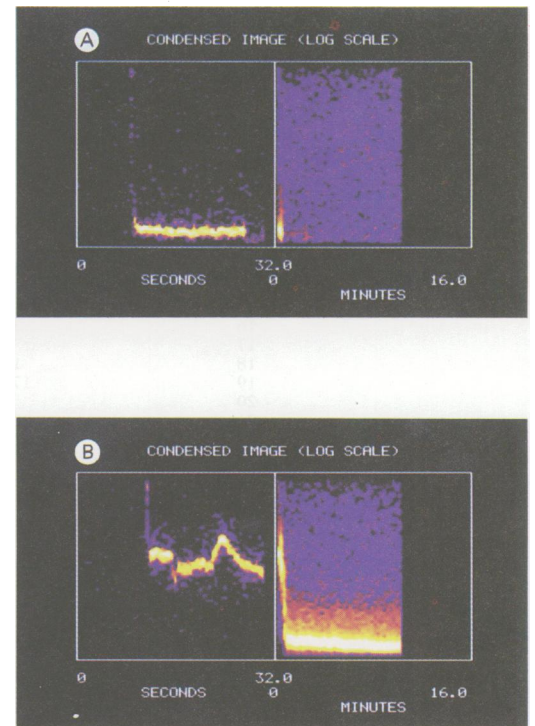 A CONDENSED IMAGE (LOG SCALE)
0 32.0
SECONDS 0 16.0
MINUTES
B CONDENSED IMAGE (LOG SCALE)
0 32.0
SECONDS 0 16.0
MINUTES